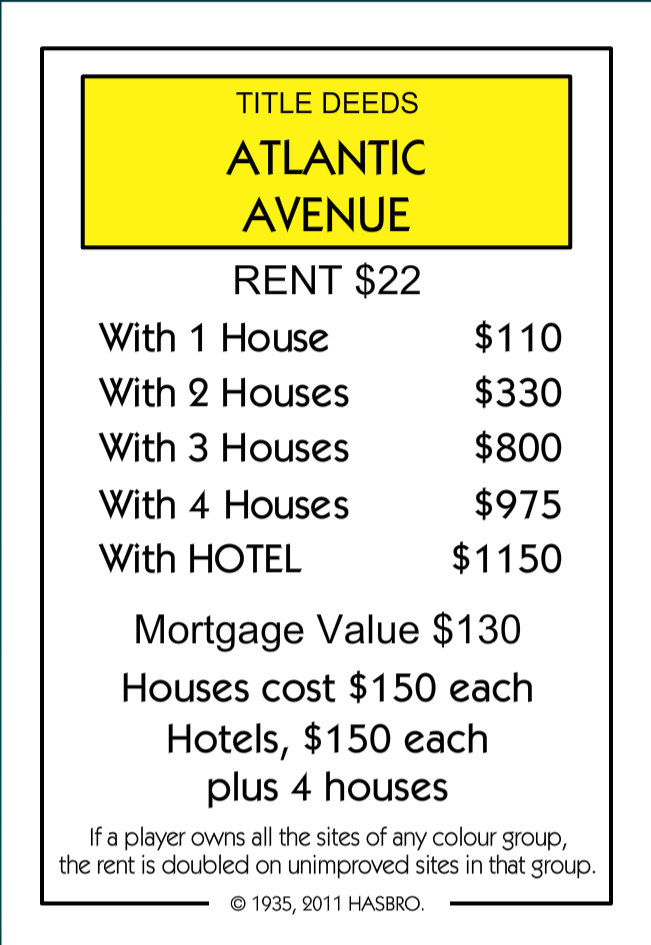 TITLE DEEDS
ATLANTIC
AVENUE
RENT $22
With 1 House $110
With 2 Houses $330
With 3 Houses $800
With 4 Houses $975
With HOTEL $1150
Mortgage Value $130
Houses cost $150 each
Hotels, $150 each
plus 4 houses
If a player owns all the sites of any colour group,
the rent is doubled on unimproved sites in that group.
© 1935, 2011 HASBRO.